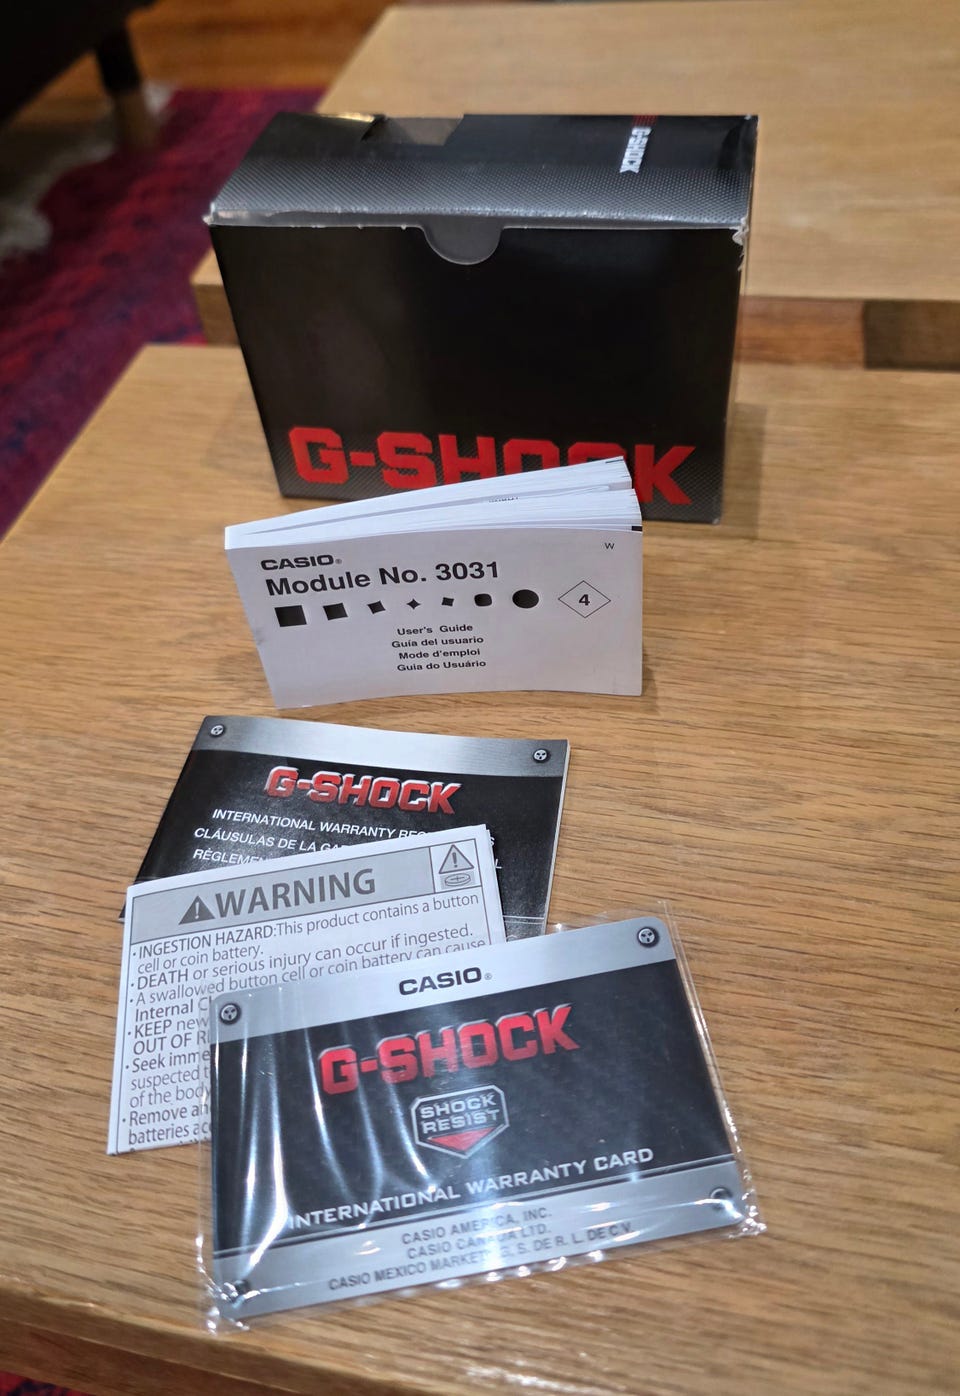 G-SHOCK
G-SHOCK
W
CASIO®
Module No. 3031
4
User's Guide
Guía del usuario
Mode d'emploi
Guia do Usuário
G-SHOCK
INTERNATIONAL WARRANTY
CLÁUSULAS DE LA
WARNING
• INGESTION HAZARD:This product contains a button
cell or coin battery.
• DEATH or serious injury can occur if ingested.
• A swallowed button cell or coin battery can cause
Internal
• KEEP new
OUT OF
• Seek
suspected
of the body
• Remove
batteries
CASIO®
G-SHOCK
SHOCK
RESIST
INTERNATIONAL WARRANTY CARD
CASIO AMERICA, INC.
CASIO CANADA LTD.
CASIO MEXICO MARKETING, S. DE R. L. DE C.V.